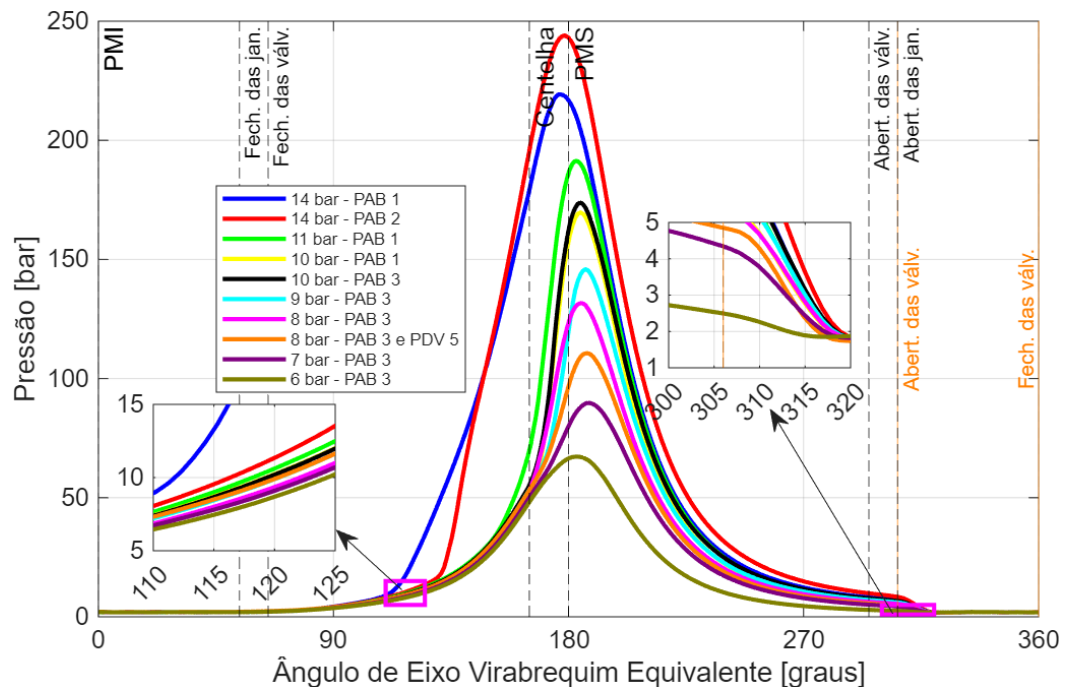 250
200
150
100
50
0
Pressão [bar]
PMI
Fech. das jan.
Fech. das válv.
Centelha
PMS
Abert. das válv.
Abert. das jan.
Abert. das válv.
Fech. das válv.
14 bar - PAB 1
14 bar - PAB 2
11 bar - PAB 1
10 bar - PAB 1
10 bar - PAB 3
9 bar - PAB 3
8 bar - PAB 3
8 bar - PAB 3 e PDV 5
7 bar - PAB 3
6 bar - PAB 3
5
4
3
2
1
300
305
310
315
320
15
10
5
110
115
120
125
0
90
180
270
360
Ângulo de Eixo Virabrequim Equivalente [graus]